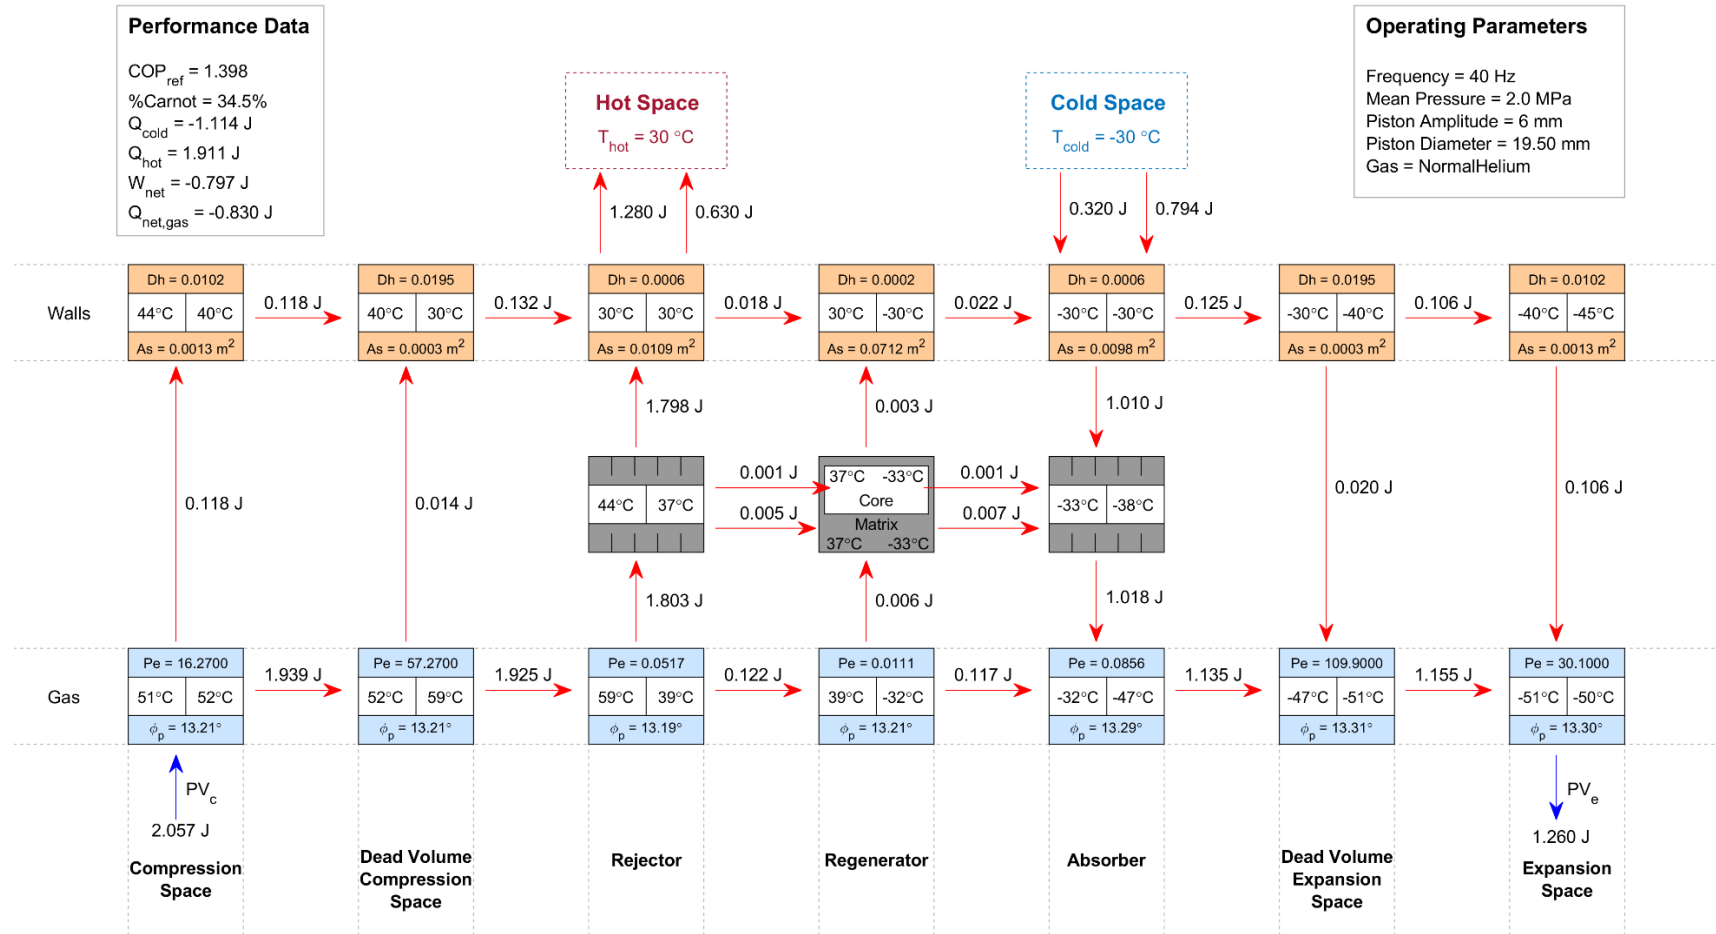 Performance Data
COPref = 1.398
%Carnot = 34.5%
Qcold = -1.114 J
Qhot = 1.911 J
Wnet = -0.797 J
Qnet,gas = -0.830 J
Hot Space
Thot = 30 °C
Cold Space
Tcold = -30 °C
Operating Parameters
Frequency = 40 Hz
Mean Pressure = 2.0 MPa
Piston Amplitude = 6 mm
Piston Diameter = 19.50 mm
Gas = NormalHelium
1.280 J 0.630 J 0.320 J 0.794 J
Dh = 0.0102 Dh = 0.0195 Dh = 0.0006 Dh = 0.0002 Dh = 0.0006 Dh = 0.0195 Dh = 0.0102
0.118 J 0.132 J 0.018 J 0.022 J 0.125 J 0.106 J
Walls 44°C 40°C 40°C 30°C 30°C 30°C 30°C -30°C -30°C -30°C -30°C -40°C -40°C -45°C
As = 0.0013 m² As = 0.0003 m² As = 0.0109 m² As = 0.0712 m² As = 0.0098 m² As = 0.0003 m² As = 0.0013 m²
1.798 J 0.003 J 1.010 J
0.001 J 37°C -33°C 0.001 J
0.118 J 0.014 J 44°C 37°C Core -33°C -38°C 0.020 J 0.106 J
0.005 J Matrix 0.007 J
37°C -33°C
1.803 J 0.006 J 1.018 J
Pe = 16.2700 Pe = 57.2700 Pe = 0.0517 Pe = 0.0111 Pe = 0.0856 Pe = 109.9000 Pe = 30.1000
1.939 J 1.925 J 0.122 J 0.117 J 1.135 J 1.155 J
Gas 51°C 52°C 52°C 59°C 59°C 39°C 39°C -32°C -32°C -47°C -47°C -51°C -51°C -50°C
ϕp = 13.21° ϕp = 13.21° ϕp = 13.19° ϕp = 13.21° ϕp = 13.29° ϕp = 13.31° ϕp = 13.30°
PVc PVe
2.057 J 1.260 J
Compression
Space
Dead Volume
Compression
Space
Rejector
Regenerator
Absorber
Dead Volume
Expansion
Space
Expansion
Space